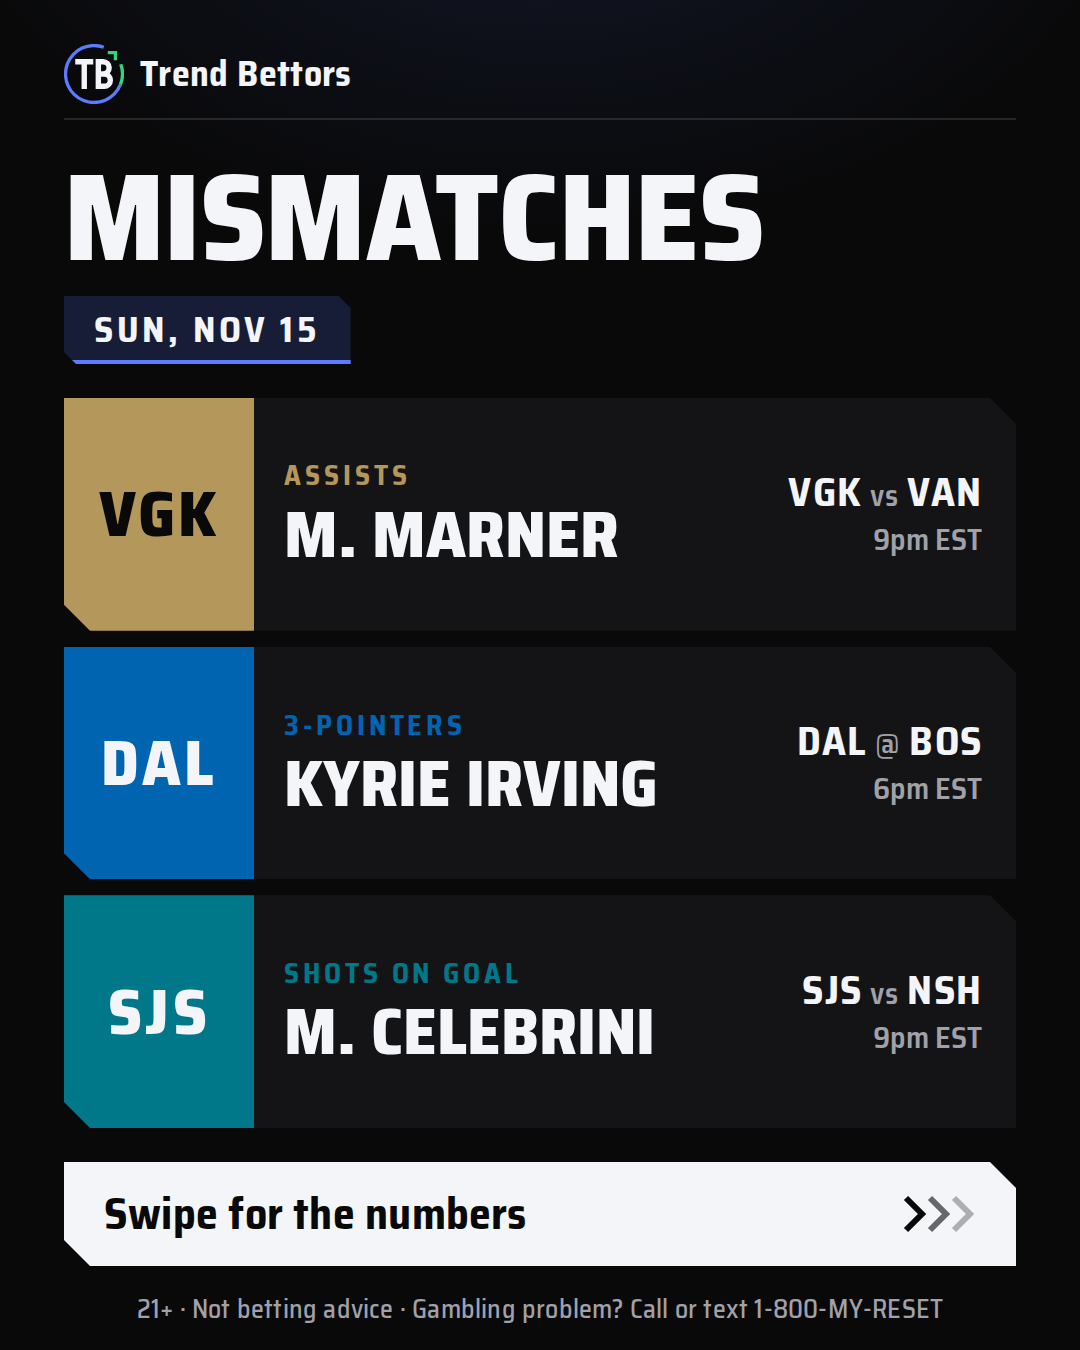 TB Trend Bettors
MISMATCHES
SUN, NOV 15
VGK
ASSISTS
M. MARNER
VGK vs VAN
9pm EST
DAL
3-POINTERS
KYRIE IRVING
DAL @ BOS
6pm EST
SJS
SHOTS ON GOAL
M. CELEBRINI
SJS vs NSH
9pm EST
Swipe for the numbers
21+ · Not betting advice · Gambling problem? Call or text 1-800-MY-RESET